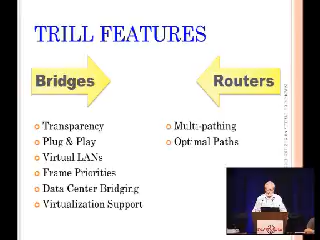 TRILL FEATURES
Bridges
Routers
Transparency
Plug & Play
Virtual LANs
Frame Priorities
Data Center Bridging
Virtualization Support
Multi-pathing
Optimal Paths